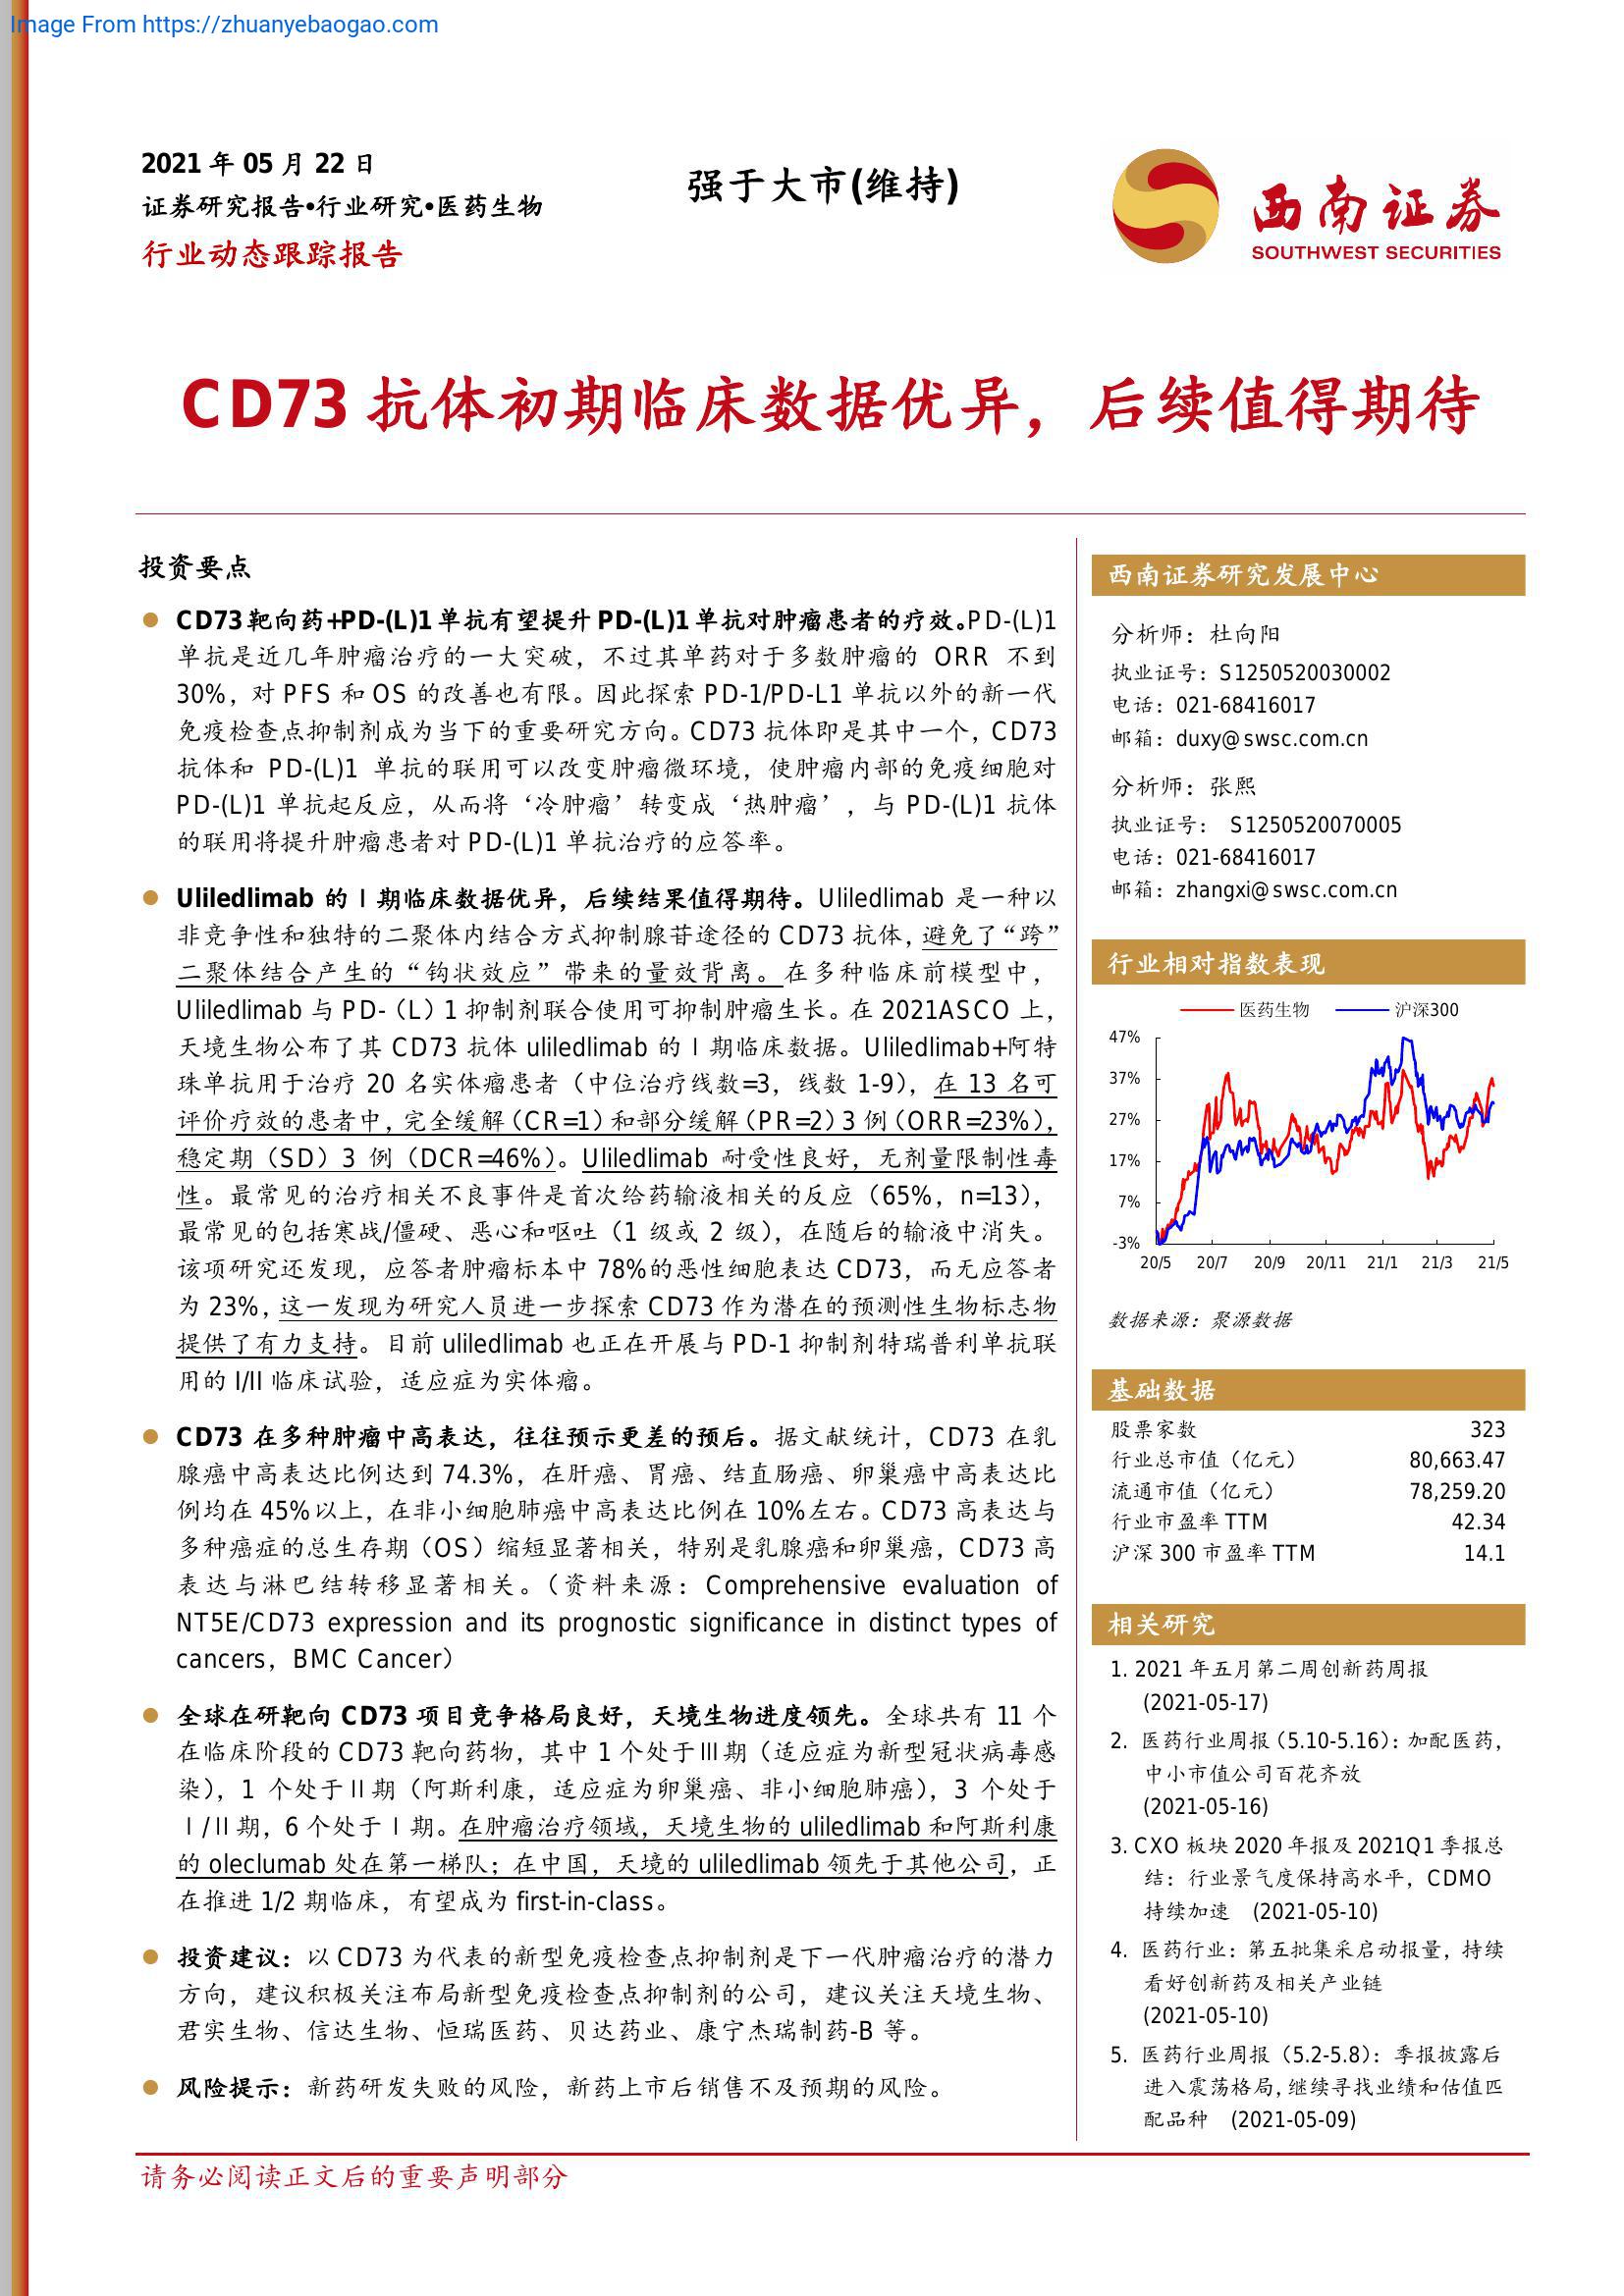 Image From https://zhuanyebaogao.com
2021 年 05 月 22 日
证券研究报告•行业研究•医药生物
行业动态跟踪报告
强于大市(维持)
西南证券
SOUTHWEST SECURITIES
CD73 抗体初期临床数据优异，后续值得期待
投资要点
CD73 靶向药+PD-(L)1 单抗有望提升 PD-(L)1 单抗对肿瘤患者的疗效。PD-(L)1
单抗是近几年肿瘤治疗的一大突破，不过其单药对于多数肿瘤的 ORR 不到
30%，对 PFS 和 OS 的改善也有限。因此探索 PD-1/PD-L1 单抗以外的新一代
免疫检查点抑制剂成为当下的重要研究方向。CD73 抗体即是其中一个，CD73
抗体和 PD-(L)1 单抗的联用可以改变肿瘤微环境，使肿瘤内部的免疫细胞对
PD-(L)1 单抗起反应，从而将‘冷肿瘤’转变成‘热肿瘤’，与 PD-(L)1 抗体
的联用将提升肿瘤患者对 PD-(L)1 单抗治疗的应答率。
Uliledlimab 的Ⅰ期临床数据优异，后续结果值得期待。Uliledlimab 是一种以
非竞争性和独特的二聚体内结合方式抑制腺苷途径的 CD73 抗体，避免了“跨”
二聚体结合产生的“钩状效应”带来的量效背离。在多种临床前模型中，
Uliledlimab 与 PD-（L）1 抑制剂联合使用可抑制肿瘤生长。在 2021ASCO 上，
天境生物公布了其 CD73 抗体 uliledlimab 的Ⅰ期临床数据。Uliledlimab+阿特
珠单抗用于治疗 20 名实体瘤患者（中位治疗线数=3，线数 1-9），在 13 名可
评价疗效的患者中，完全缓解（CR=1）和部分缓解（PR=2）3 例（ORR=23%），
稳定期（SD）3 例（DCR=46%）。Uliledlimab 耐受性良好，无剂量限制性毒
性。最常见的治疗相关不良事件是首次给药输液相关的反应（65%，n=13），
最常见的包括寒战/僵硬、恶心和呕吐（1 级或 2 级），在随后的输液中消失。
该项研究还发现，应答者肿瘤标本中 78%的恶性细胞表达 CD73，而无应答者
为 23%，这一发现为研究人员进一步探索 CD73 作为潜在的预测性生物标志物
提供了有力支持。目前 uliledlimab 也正在开展与 PD-1 抑制剂特瑞普利单抗联
用的 I/II 临床试验，适应症为实体瘤。
CD73 在多种肿瘤中高表达，往往预示更差的预后。据文献统计，CD73 在乳
腺癌中高表达比例达到 74.3%，在肝癌、胃癌、结直肠癌、卵巢癌中高表达比
例均在 45%以上，在非小细胞肺癌中高表达比例在 10%左右。CD73 高表达与
多种癌症的总生存期（OS）缩短显著相关，特别是乳腺癌和卵巢癌，CD73 高
表达与淋巴结转移显著相关。（资料来源：Comprehensive evaluation of
NT5E/CD73 expression and its prognostic significance in distinct types of
cancers，BMC Cancer）
全球在研靶向 CD73 项目竞争格局良好，天境生物进度领先。全球共有 11 个
在临床阶段的 CD73 靶向药物，其中 1 个处于Ⅲ期（适应症为新型冠状病毒感
染），1 个处于Ⅱ期（阿斯利康，适应症为卵巢癌、非小细胞肺癌），3 个处于
Ⅰ/Ⅱ期，6 个处于Ⅰ期。在肿瘤治疗领域，天境生物的 uliledlimab 和阿斯利康
的 oleclumab 处在第一梯队；在中国，天境的 uliledlimab 领先于其他公司，正
在推进 1/2 期临床，有望成为 first-in-class。
投资建议：以 CD73 为代表的新型免疫检查点抑制剂是下一代肿瘤治疗的潜力
方向，建议积极关注布局新型免疫检查点抑制剂的公司，建议关注天境生物、
君实生物、信达生物、恒瑞医药、贝达药业、康宁杰瑞制药-B 等。
风险提示：新药研发失败的风险，新药上市后销售不及预期的风险。
西南证券研究发展中心
分析师：杜向阳
执业证号：S1250520030002
电话：021-68416017
邮箱：duxy@swsc.com.cn
分析师：张熙
执业证号： S1250520070005
电话：021-68416017
邮箱：zhangxi@swsc.com.cn
行业相对指数表现
医药生物 沪深300
47%
37%
27%
17%
7%
-3%
20/5 20/7 20/9 20/11 21/1 21/3 21/5
数据来源：聚源数据
基础数据
股票家数 323
行业总市值（亿元） 80,663.47
流通市值（亿元） 78,259.20
行业市盈率 TTM 42.34
沪深 300 市盈率 TTM 14.1
相关研究
1. 2021 年五月第二周创新药周报
(2021-05-17)
2. 医药行业周报（5.10-5.16）：加配医药，
中小市值公司百花齐放
(2021-05-16)
3. CXO 板块 2020 年报及 2021Q1 季报总
结：行业景气度保持高水平，CDMO
持续加速 (2021-05-10)
4. 医药行业：第五批集采启动报量，持续
看好创新药及相关产业链
(2021-05-10)
5. 医药行业周报（5.2-5.8）：季报披露后
进入震荡格局，继续寻找业绩和估值匹
配品种 (2021-05-09)
请务必阅读正文后的重要声明部分